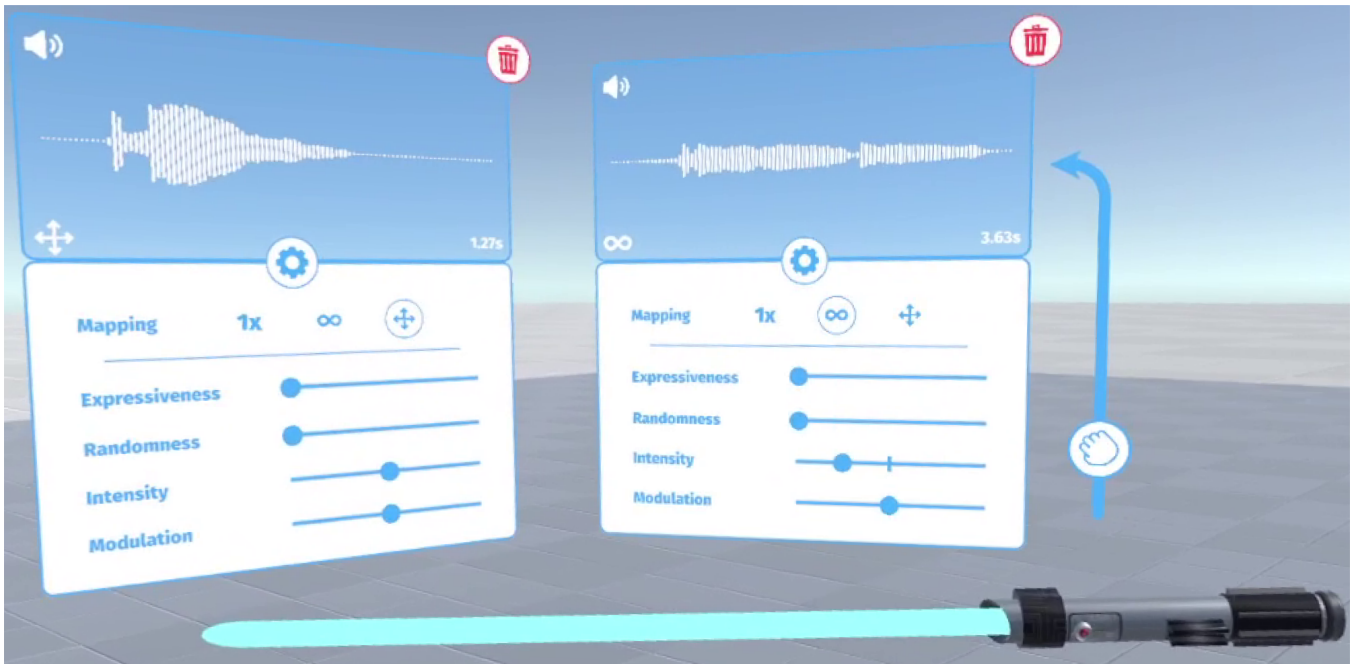 1.27s
Mapping 1x ∞
Expressiveness
Randomness
Intensity
Modulation
3.63s
Mapping 1x ∞
Expressiveness
Randomness
Intensity
Modulation